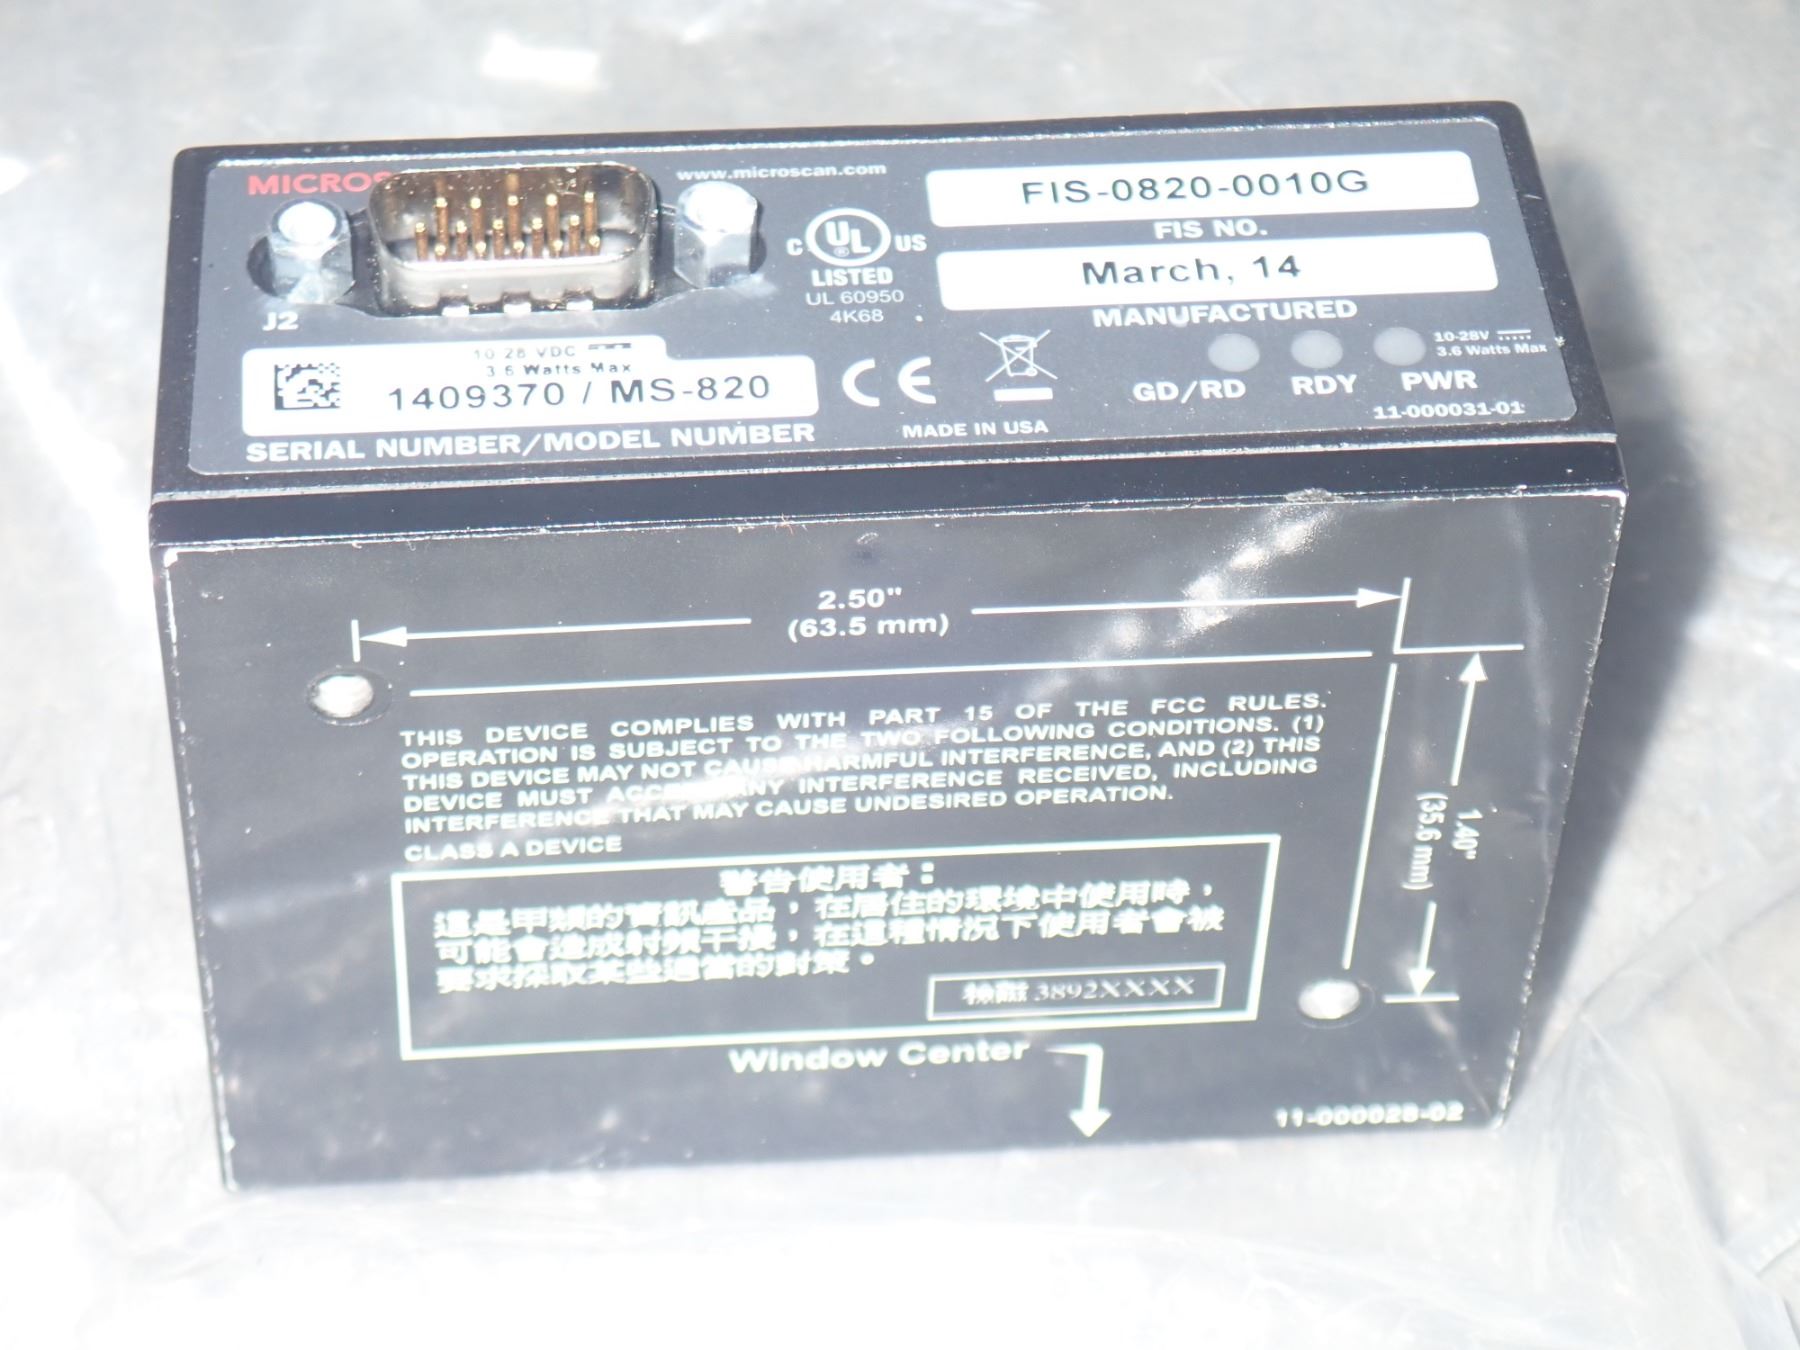 MICROS
www.microscan.com
FIS-0820-0010G
FIS NO.
March, 14
MANUFACTURED
C UL US
®
LISTED
UL 60950
4K68
J2
10-28 VDC
3.6 Watts Max
1409370 / MS-820
SERIAL NUMBER/MODEL NUMBER
CE
MADE IN USA
10-28V
3.6 Watts Max
GD/RD RDY PWR
11-000031-01
2.50"
(63.5 mm)
1.40"
(35.6 mm)
THIS DEVICE COMPLIES WITH PART 15 OF THE FCC RULES.
OPERATION IS SUBJECT TO THE TWO FOLLOWING CONDITIONS. (1)
THIS DEVICE MAY NOT CAUSE HARMFUL INTERFERENCE, AND (2) THIS
DEVICE MUST ACCEPT ANY INTERFERENCE RECEIVED, INCLUDING
INTERFERENCE THAT MAY CAUSE UNDESIRED OPERATION.
CLASS A DEVICE
警告使用者：
這是甲類的資訊產品，在居住的環境中使用時，
可能會造成射頻干擾，在這種情況下使用者會被
要求採取某些適當的對策。
3892XXXX
Window Center
11-000028-02